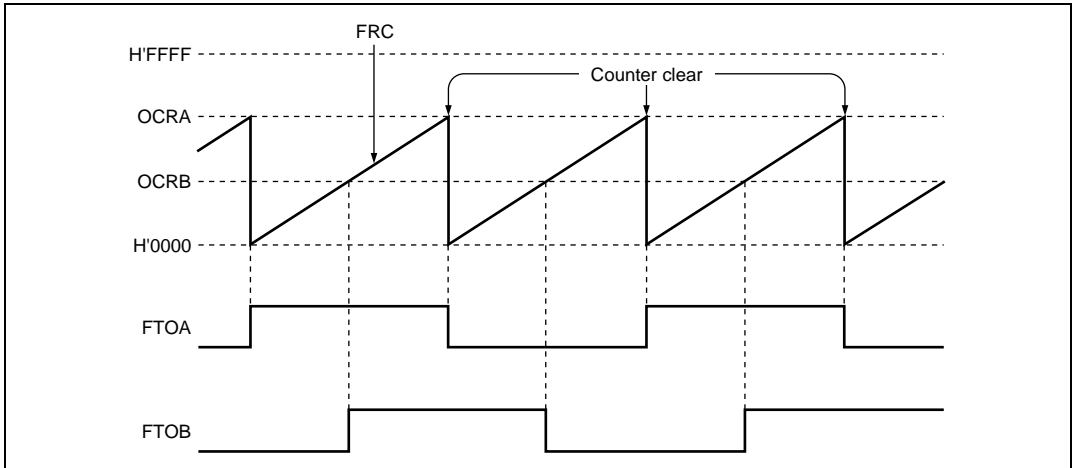 FRC
H'FFFF
Counter clear
OCRA
OCRB
H'0000
FTOA
FTOB